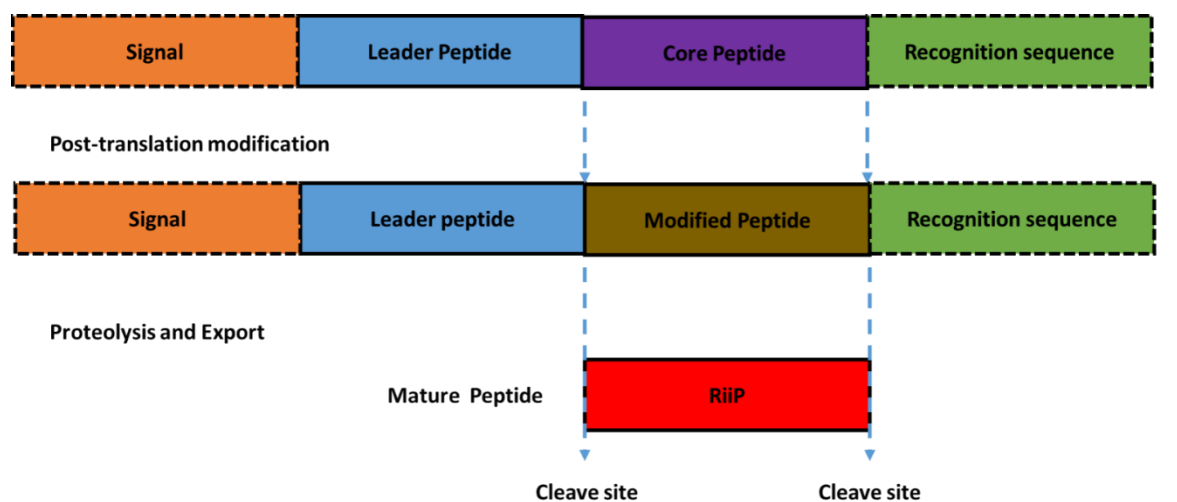 Signal
Leader Peptide
Core Peptide
Recognition sequence
Post-translation modification
Signal
Leader peptide
Modified Peptide
Recognition sequence
Proteolysis and Export
Mature Peptide
RiiP
Cleave site
Cleave site